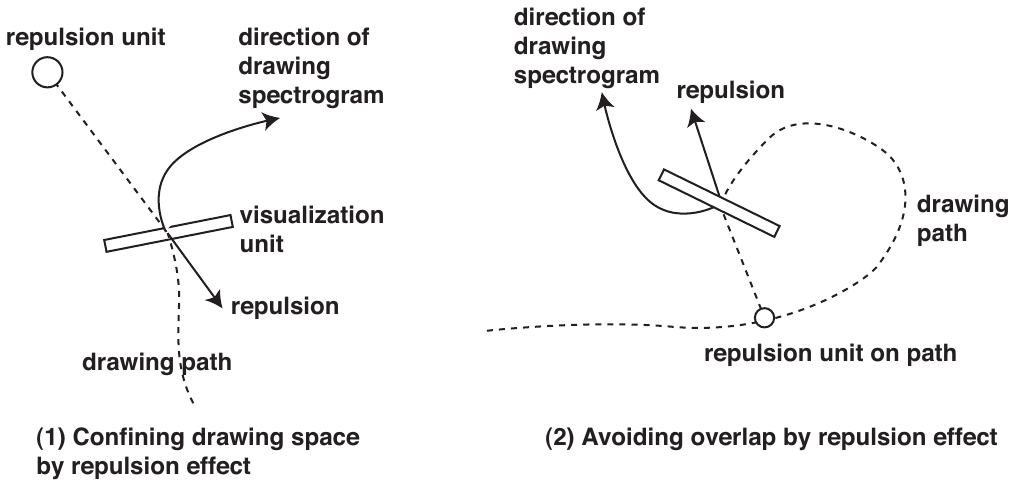 repulsion unit
direction of
drawing
spectrogram
visualization
unit
repulsion
drawing path
(1) Confining drawing space
by repulsion effect
direction of
drawing
spectrogram
repulsion
drawing
path
repulsion unit on path
(2) Avoiding overlap by repulsion effect